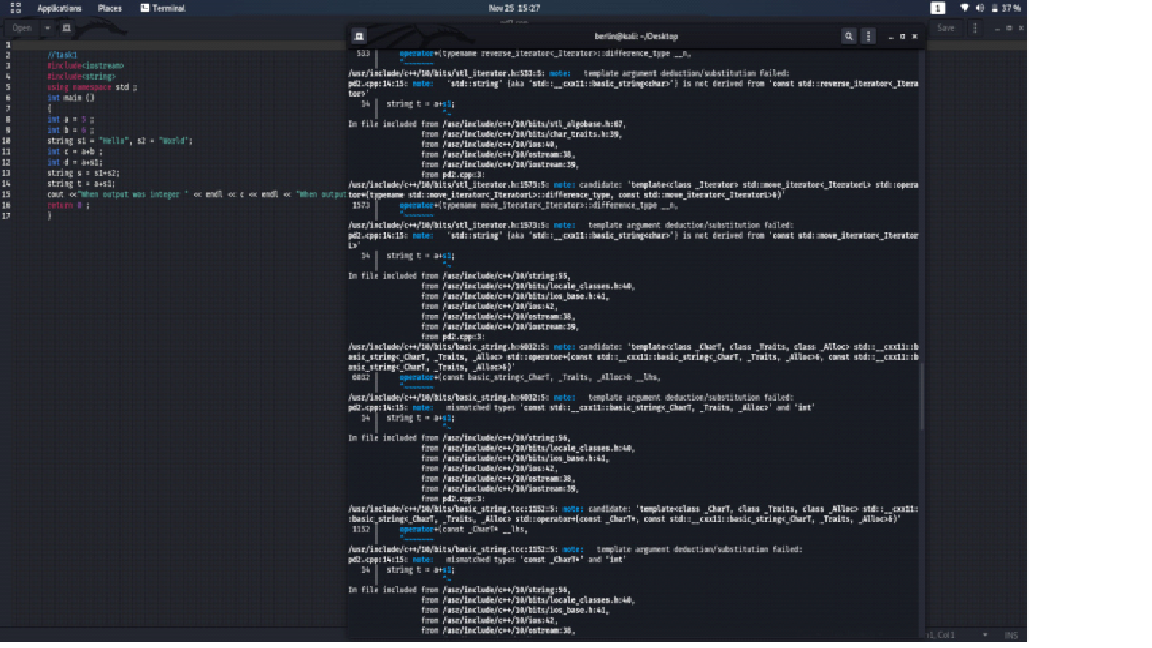 Applications Places Terminal Nov 25 15:27 1 37 %
Open Save
berlin@kali: ~/Desktop
1
2 //task1
3 #include<iostream>
4 #include<string>
5 using namespace std ;
6 int main ()
7 {
8 int a = 5 ;
9 int b = 6 ;
10 string s1 = "Hello", s2 = "World";
11 int c = a+b ;
12 int d = a+s1;
13 string s = s1+s2;
14 string t = a+s1;
15 cout <<"When output was integer " << endl << c << endl << "When output
16 return 0 ;
17 }
533 | operator+(typename reverse_iterator<_Iterator>::difference_type __n,
^~~~~~~~
/usr/include/c++/10/bits/stl_iterator.h:533:5: note: template argument deduction/substitution failed:
pd2.cpp:14:15: note: 'std::string' {aka 'std::__cxx11::basic_string<char>'} is not derived from 'const std::reverse_iterator<_Itera
tor>'
14 | string t = a+s1;
^~
In file included from /usr/include/c++/10/bits/stl_algobase.h:67,
from /usr/include/c++/10/bits/char_traits.h:39,
from /usr/include/c++/10/ios:40,
from /usr/include/c++/10/ostream:38,
from /usr/include/c++/10/iostream:39,
from pd2.cpp:3:
/usr/include/c++/10/bits/stl_iterator.h:1573:5: note: candidate: 'template<class _Iterator> std::move_iterator<_IteratorL> std::opera
tor+(typename std::move_iterator<_IteratorL>::difference_type, const std::move_iterator<_IteratorL>&)'
1573 | operator+(typename move_iterator<_Iterator>::difference_type __n,
^~~~~~~~
/usr/include/c++/10/bits/stl_iterator.h:1573:5: note: template argument deduction/substitution failed:
pd2.cpp:14:15: note: 'std::string' {aka 'std::__cxx11::basic_string<char>'} is not derived from 'const std::move_iterator<_Iterator
L>'
14 | string t = a+s1;
^~
In file included from /usr/include/c++/10/string:55,
from /usr/include/c++/10/bits/locale_classes.h:40,
from /usr/include/c++/10/bits/ios_base.h:41,
from /usr/include/c++/10/ios:42,
from /usr/include/c++/10/ostream:38,
from /usr/include/c++/10/iostream:39,
from pd2.cpp:3:
/usr/include/c++/10/bits/basic_string.h:6032:5: note: candidate: 'template<class _CharT, class _Traits, class _Alloc> std::__cxx11::b
asic_string<_CharT, _Traits, _Alloc> std::operator+(const std::__cxx11::basic_string<_CharT, _Traits, _Alloc>&, const std::__cxx11::b
asic_string<_CharT, _Traits, _Alloc>&)'
6032 | operator+(const basic_string<_CharT, _Traits, _Alloc>& __lhs,
^~~~~~~~
/usr/include/c++/10/bits/basic_string.h:6032:5: note: template argument deduction/substitution failed:
pd2.cpp:14:15: note: mismatched types 'const std::__cxx11::basic_string<_CharT, _Traits, _Alloc>' and 'int'
14 | string t = a+s1;
^~
In file included from /usr/include/c++/10/string:56,
from /usr/include/c++/10/bits/locale_classes.h:40,
from /usr/include/c++/10/bits/ios_base.h:41,
from /usr/include/c++/10/ios:42,
from /usr/include/c++/10/ostream:38,
from /usr/include/c++/10/iostream:39,
from pd2.cpp:3:
/usr/include/c++/10/bits/basic_string.tcc:1152:5: note: candidate: 'template<class _CharT, class _Traits, class _Alloc> std::__cxx11:
:basic_string<_CharT, _Traits, _Alloc> std::operator+(const _CharT*, const std::__cxx11::basic_string<_CharT, _Traits, _Alloc>&)'
1152 | operator+(const _CharT* __lhs,
^~~~~~~~
/usr/include/c++/10/bits/basic_string.tcc:1152:5: note: template argument deduction/substitution failed:
pd2.cpp:14:15: note: mismatched types 'const _CharT*' and 'int'
14 | string t = a+s1;
^~
In file included from /usr/include/c++/10/string:56,
from /usr/include/c++/10/bits/locale_classes.h:40,
from /usr/include/c++/10/bits/ios_base.h:41,
from /usr/include/c++/10/ios:42,
from /usr/include/c++/10/ostream:38,
Col 1 INS